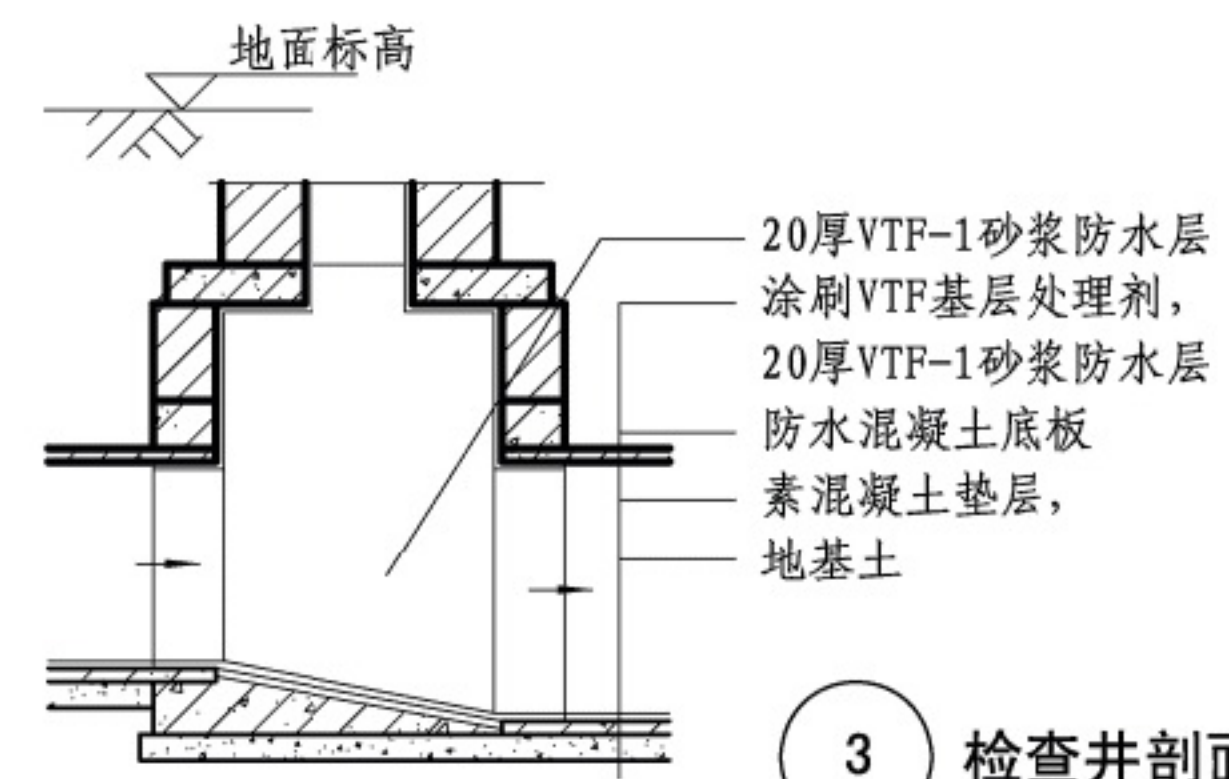 地面标高
20厚VTF-1砂浆防水层
涂刷VTF基层处理剂，
20厚VTF-1砂浆防水层
防水混凝土底板
素混凝土垫层，
地基土
3 检查井剖